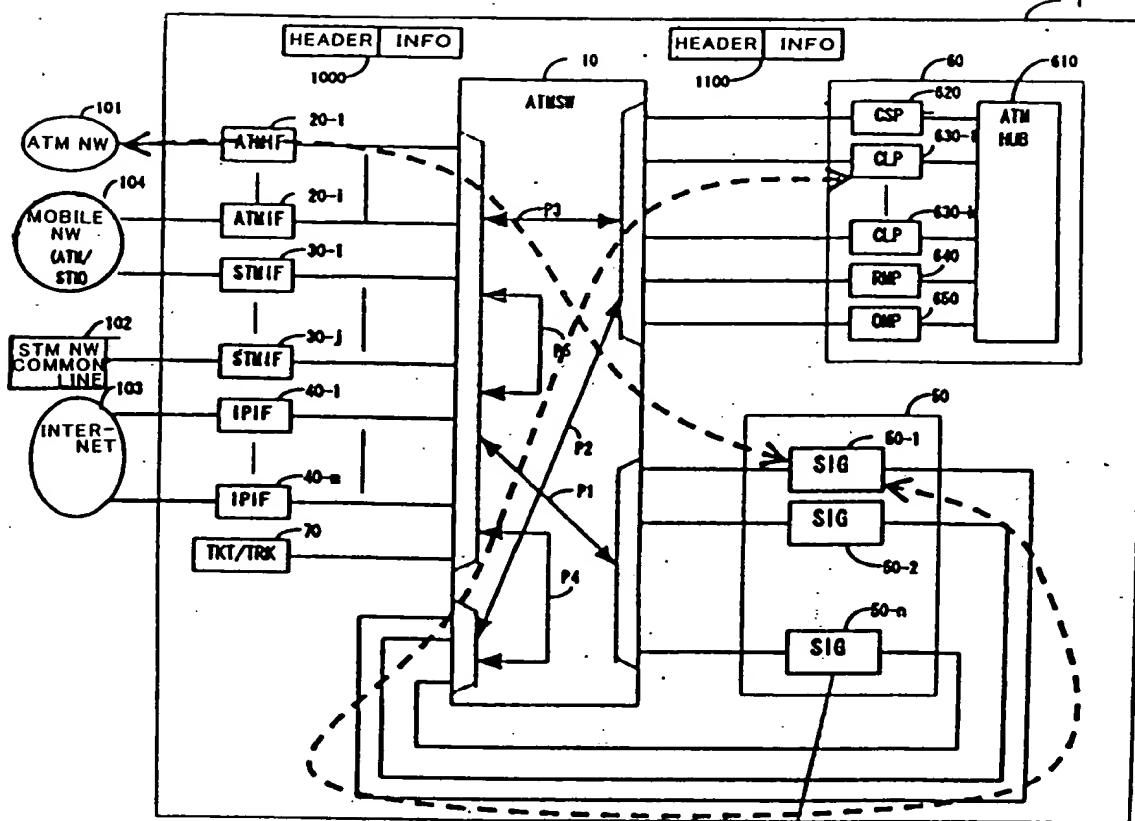 HEADER INFO
1000
10
HEADER INFO
1100
60
610
ATMSW
101
20-1
620
ATM NW
ATMIF
CSP
ATM
HUB
104
630-1
CLP
MOBILE
NW
(ATM/
STM)
20-i
ATMIF
P3
630-k
CLP
30-1
STMIF
640
RMP
102
650
OMP
STM NW
COMMON
LINE
30-j
STMIF
P5
103
40-1
IPIF
INTER-
NET
P2
50
50-1
SIG
40-m
IPIF
P1
SIG
50-2
70
TKT/TRK
P4
50-n
SIG